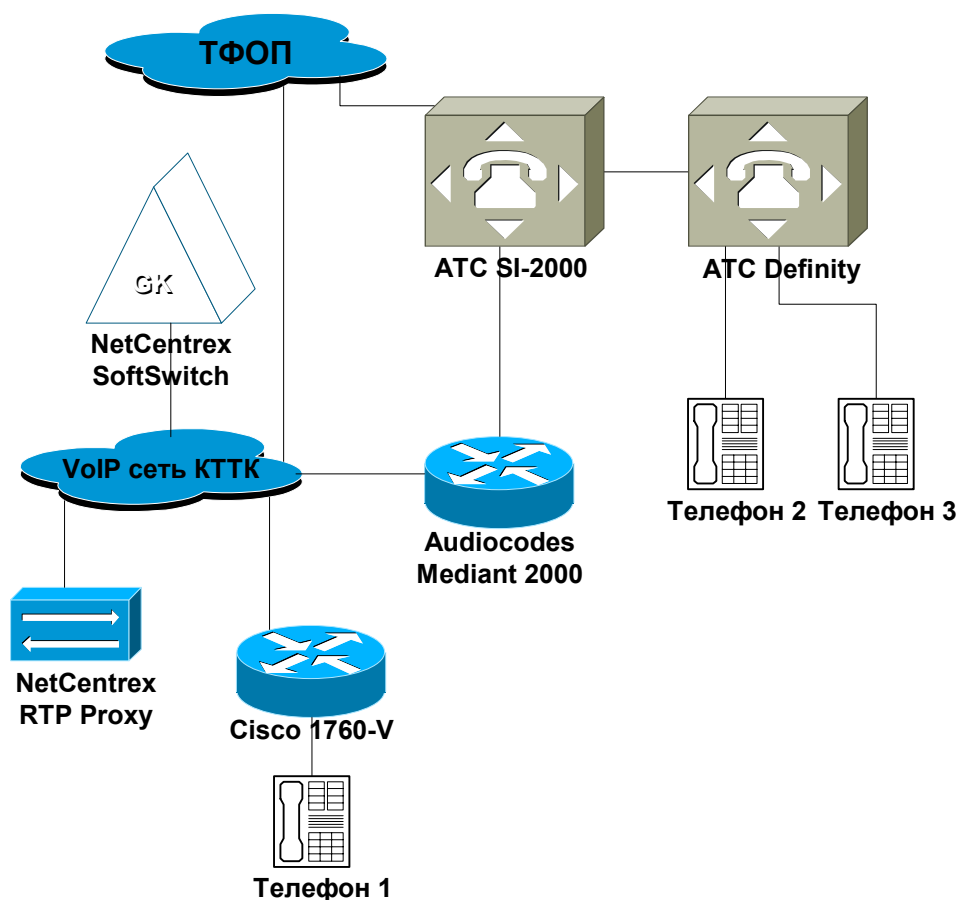 ТФОП
АТС SI-2000
АТС Definity
GK
NetCentrex
SoftSwitch
VoIP сеть КТТК
Телефон 2
Телефон 3
Audiocodes
Mediant 2000
NetCentrex
RTP Proxy
Cisco 1760-V
Телефон 1